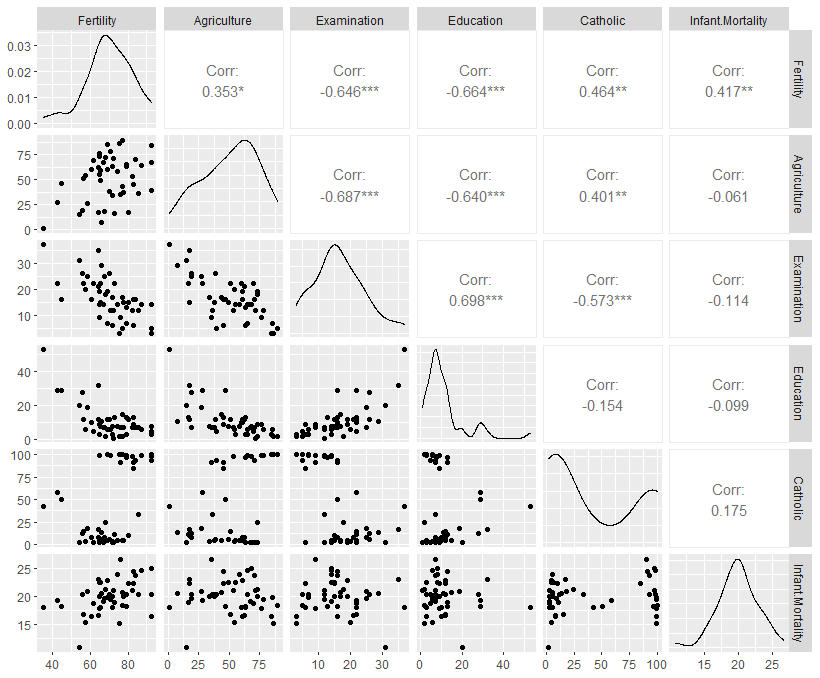 Fertility Agriculture Examination Education Catholic Infant.Mortality
0.03
0.02
0.01
0.00
Corr:
0.353*
Corr:
-0.646***
Corr:
-0.664***
Corr:
0.464**
Corr:
0.417**
Fertility
75
50
25
0
Corr:
-0.687***
Corr:
-0.640***
Corr:
0.401**
Corr:
-0.061
Agriculture
30
20
10
Corr:
0.698***
Corr:
-0.573***
Corr:
-0.114
Examination
40
20
0
Corr:
-0.154
Corr:
-0.099
Education
100
75
50
25
0
Corr:
0.175
Catholic
25
20
15
Infant.Mortality
40 60 80 0 25 50 75 10 20 30 0 20 40 0 25 50 75 100 15 20 25